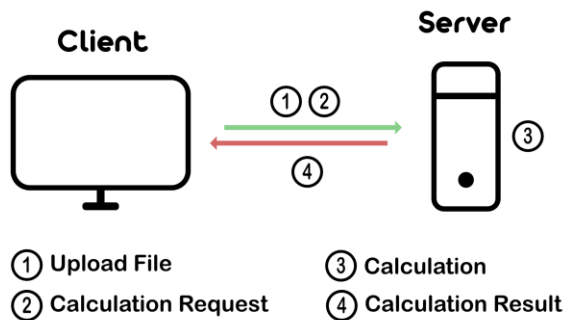 Client
Server
1 2
3
4
1 Upload File
2 Calculation Request
3 Calculation
4 Calculation Result